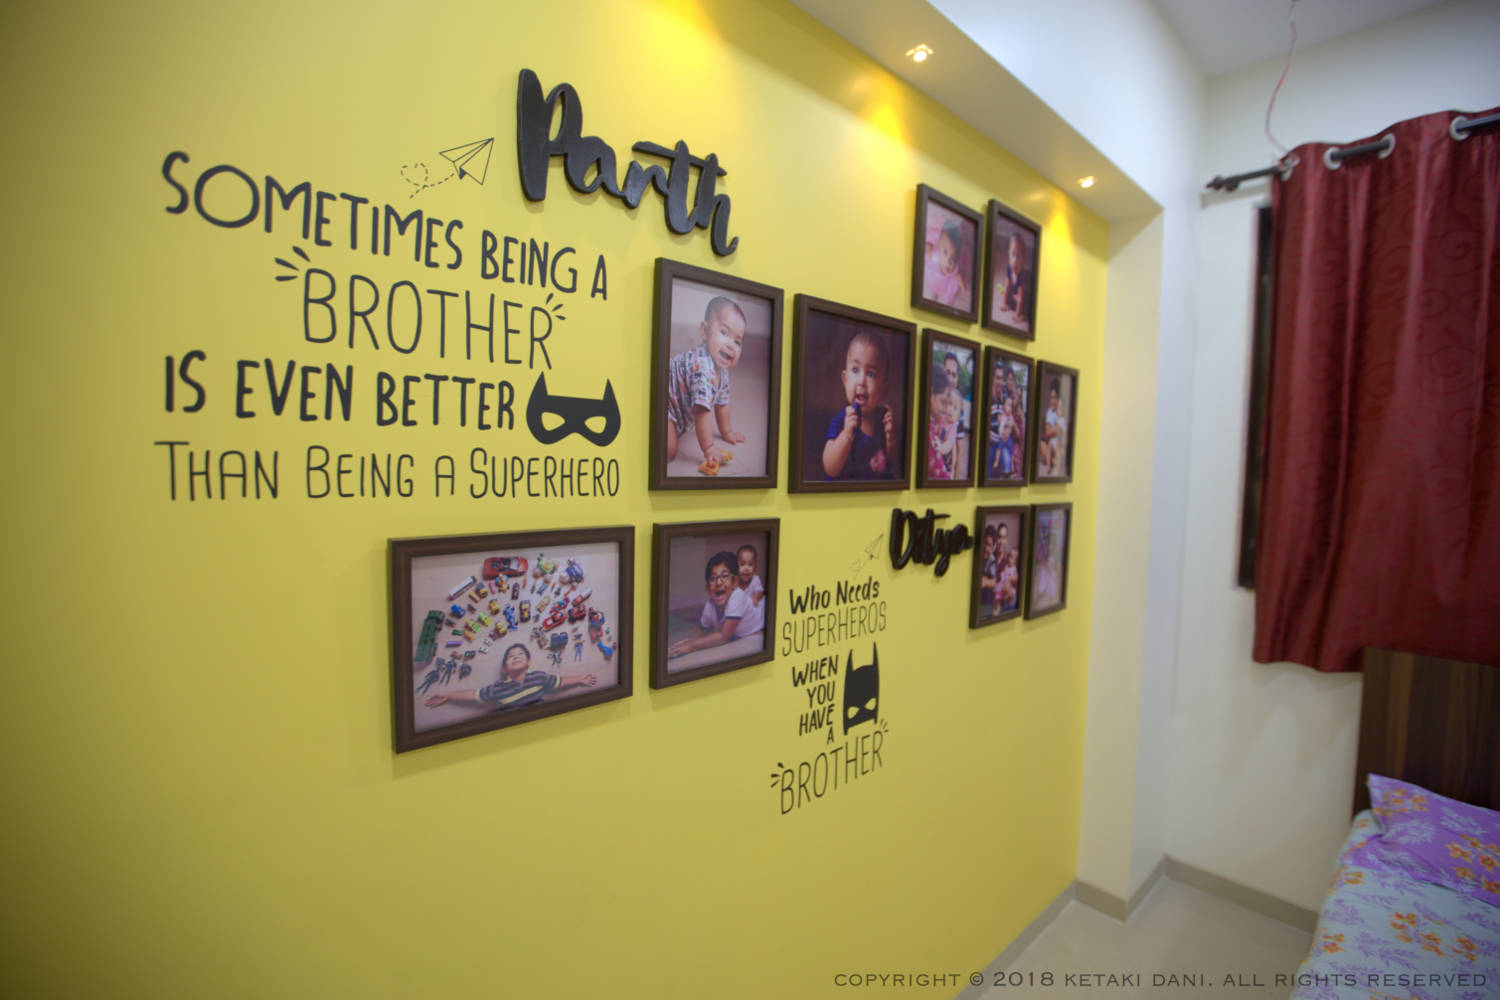 Parth
SOMETIMES BEING A
BROTHER
IS EVEN BETTER
THAN BEING A SUPERHERO
Ditya
WHO NEEDS
SUPERHEROS
WHEN
YOU
HAVE
A
BROTHER
COPYRIGHT © 2018 KETAKI DANI. ALL RIGHTS RESERVED